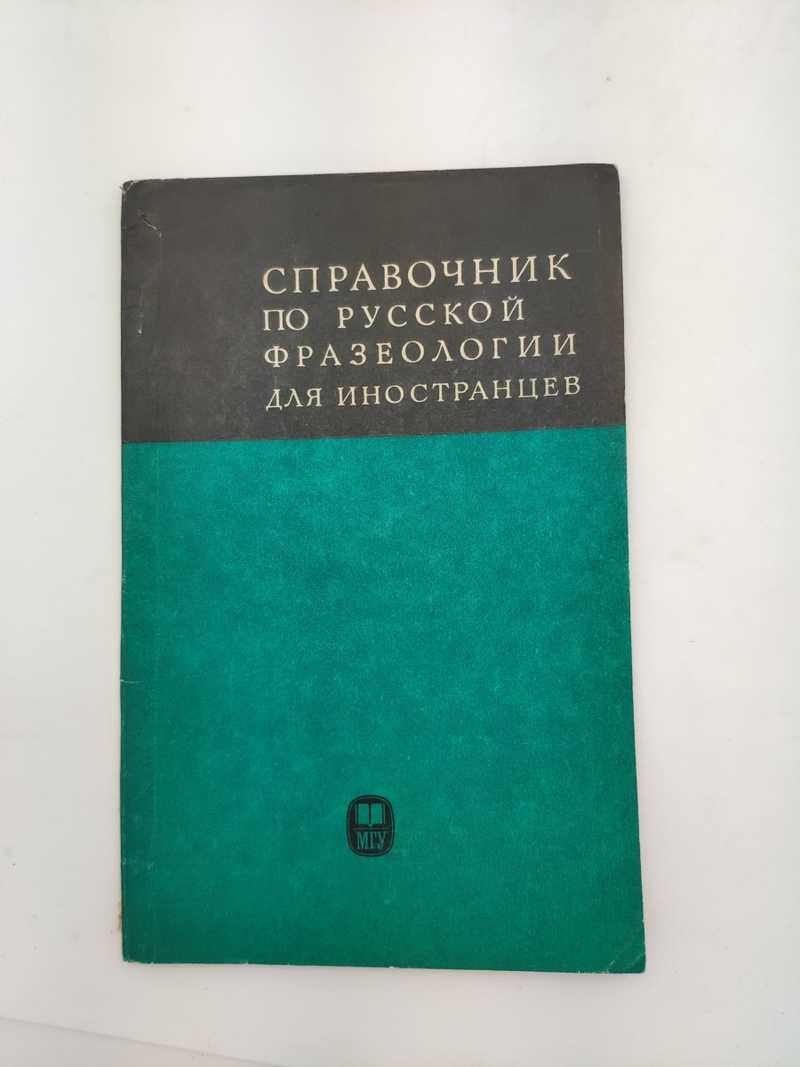 СПРАВОЧНИК
ПО РУССКОЙ
ФРАЗЕОЛОГИИ
ДЛЯ ИНОСТРАНЦЕВ
МГУ